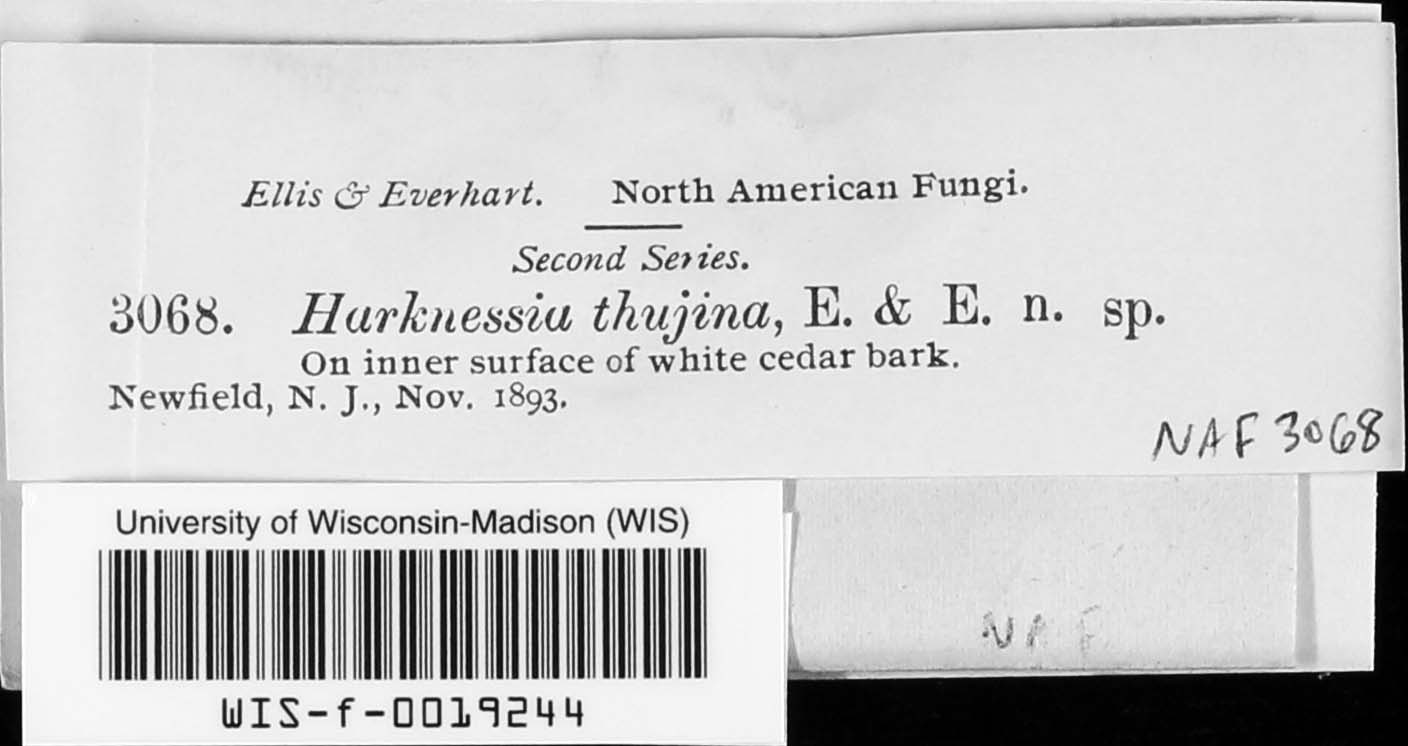 Ellis & Everhart. North American Fungi.
Second Series.
3068. Harknessia thujina, E. & E. n. sp.
On inner surface of white cedar bark.
Newfield, N. J., Nov. 1893.
NAF 3068
University of Wisconsin-Madison (WIS)
NAF
WIS-f-0019244